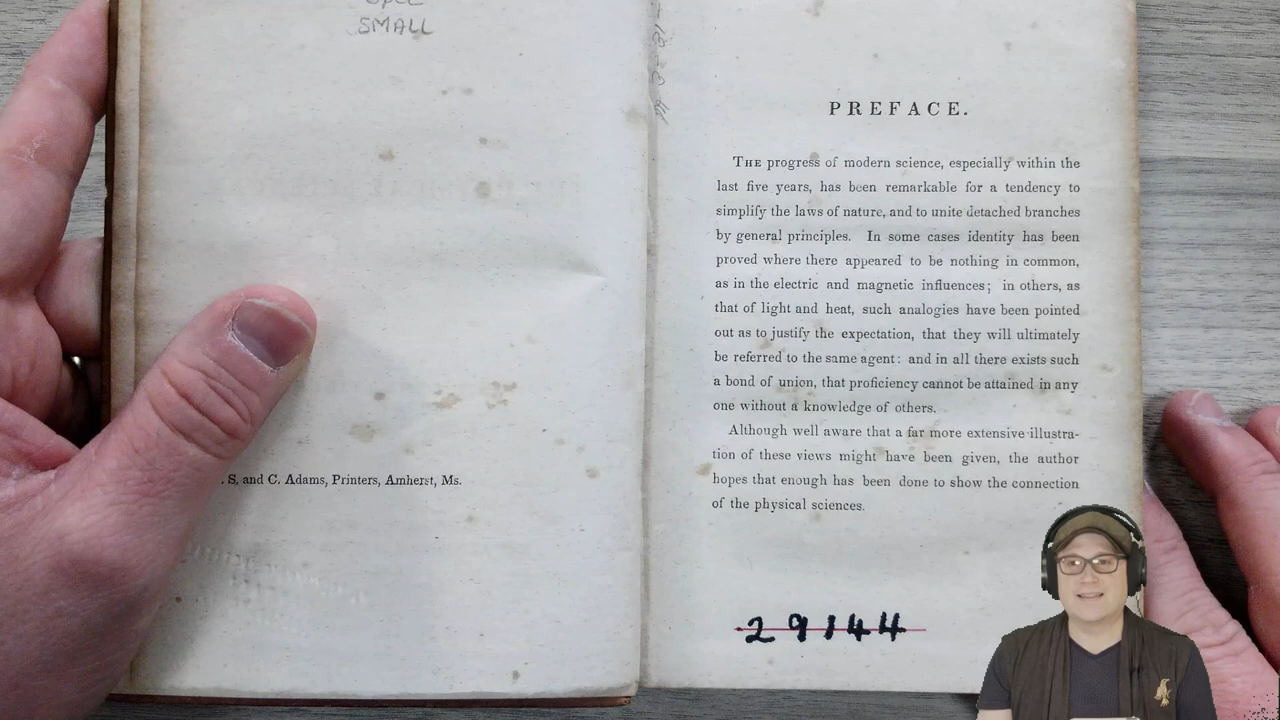 SMALL
S. and C. Adams, Printers, Amherst, Ms.
PREFACE.
THE progress of modern science, especially within the
last five years, has been remarkable for a tendency to
simplify the laws of nature, and to unite detached branches
by general principles. In some cases identity has been
proved where there appeared to be nothing in common,
as in the electric and magnetic influences; in others, as
that of light and heat, such analogies have been pointed
out as to justify the expectation, that they will ultimately
be referred to the same agent: and in all there exists such
a bond of union, that proficiency cannot be attained in any
one without a knowledge of others.
Although well aware that a far more extensive illustra-
tion of these views might have been given, the author
hopes that enough has been done to show the connection
of the physical sciences.
29144